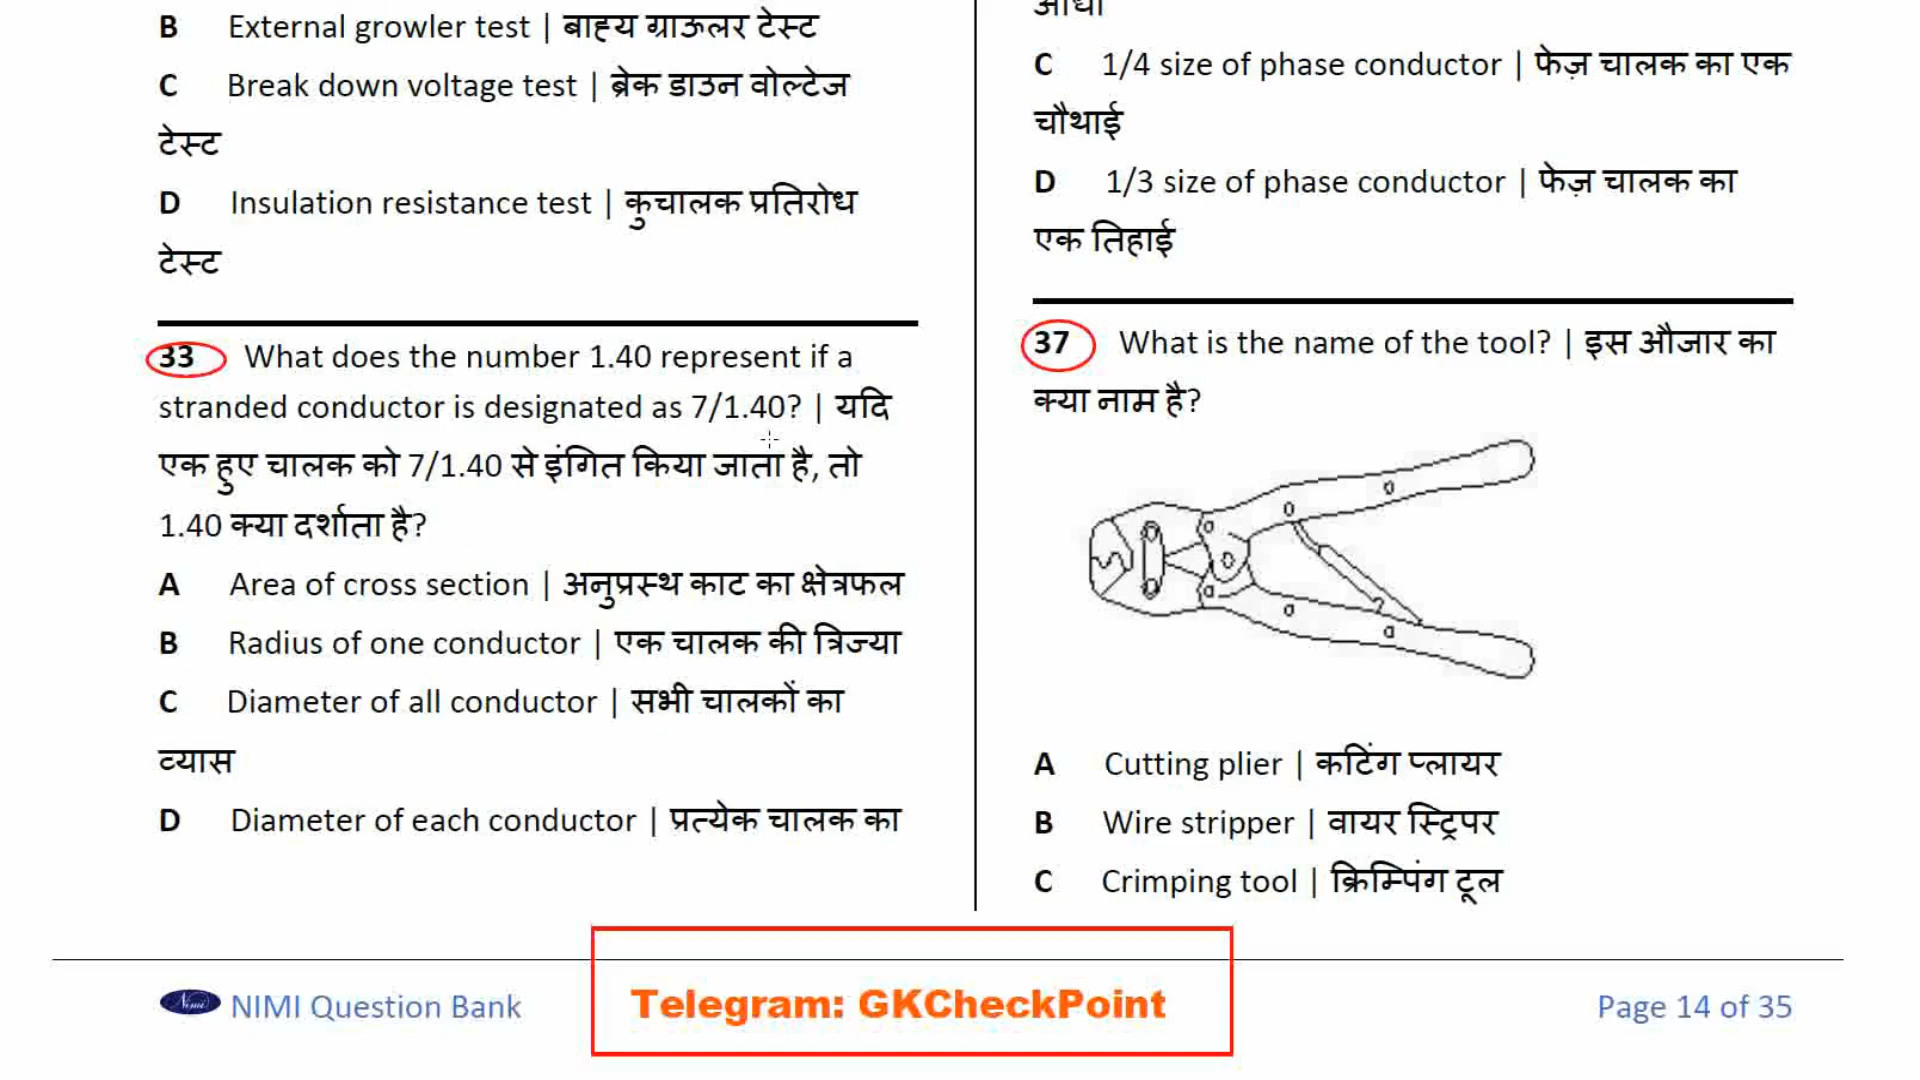 B External growler test | बाह्य ग्राऊलर टेस्ट
C Break down voltage test | ब्रेक डाउन वोल्टेज
टेस्ट
D Insulation resistance test | कुचालक प्रतिरोध
टेस्ट
33 What does the number 1.40 represent if a
stranded conductor is designated as 7/1.40? | यदि
एक हुए चालक को 7/1.40 से इंगित किया जाता है, तो
1.40 क्या दर्शाता है?
A Area of cross section | अनुप्रस्थ काट का क्षेत्रफल
B Radius of one conductor | एक चालक की त्रिज्या
C Diameter of all conductor | सभी चालकों का
व्यास
D Diameter of each conductor | प्रत्येक चालक का
आधा
C 1/4 size of phase conductor | फेज़ चालक का एक
चौथाई
D 1/3 size of phase conductor | फेज़ चालक का
एक तिहाई
37 What is the name of the tool? | इस औजार का
क्या नाम है?
A Cutting plier | कटिंग प्लायर
B Wire stripper | वायर स्ट्रिपर
C Crimping tool | क्रिम्पिंग टूल
Nimi NIMI Question Bank
Telegram: GKCheckPoint
Page 14 of 35